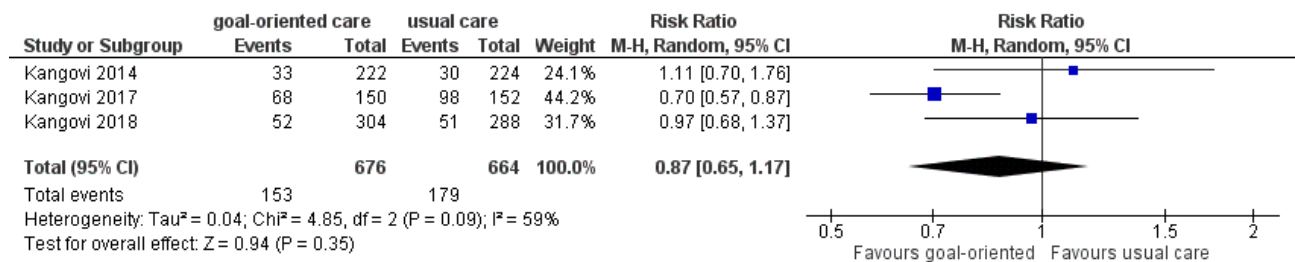 goal-oriented care usual care Risk Ratio Risk Ratio
Study or Subgroup Events Total Events Total Weight M-H, Random, 95% CI M-H, Random, 95% CI
Kangovi 2014 33 222 30 224 24.1% 1.11 [0.70, 1.76]
Kangovi 2017 68 150 98 152 44.2% 0.70 [0.57, 0.87]
Kangovi 2018 52 304 51 288 31.7% 0.97 [0.68, 1.37]
Total (95% CI) 676 664 100.0% 0.87 [0.65, 1.17]
Total events 153 179
Heterogeneity: Tau² = 0.04; Chi² = 4.85, df = 2 (P = 0.09); I² = 59%
Test for overall effect: Z = 0.94 (P = 0.35)
0.5 0.7 1 1.5 2
Favours goal-oriented Favours usual care